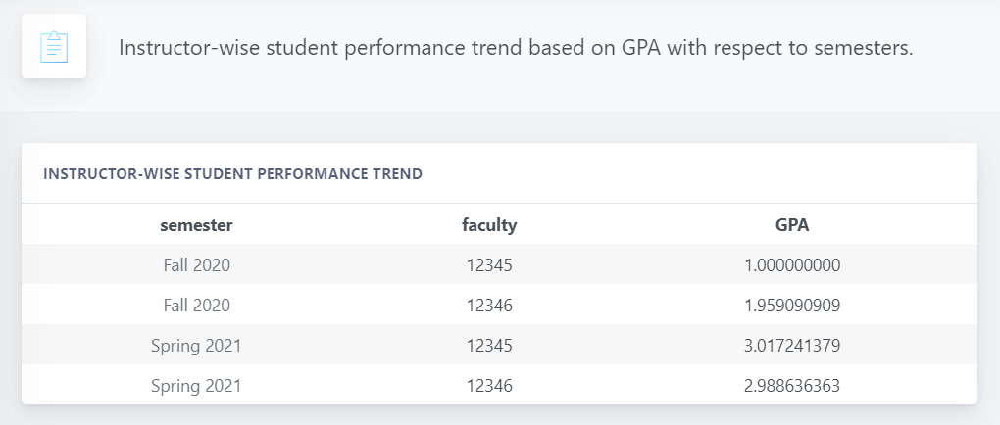 Instructor-wise student performance trend based on GPA with respect to semesters.
INSTRUCTOR-WISE STUDENT PERFORMANCE TREND
semester faculty GPA
Fall 2020 12345 1.000000000
Fall 2020 12346 1.959090909
Spring 2021 12345 3.017241379
Spring 2021 12346 2.988636363